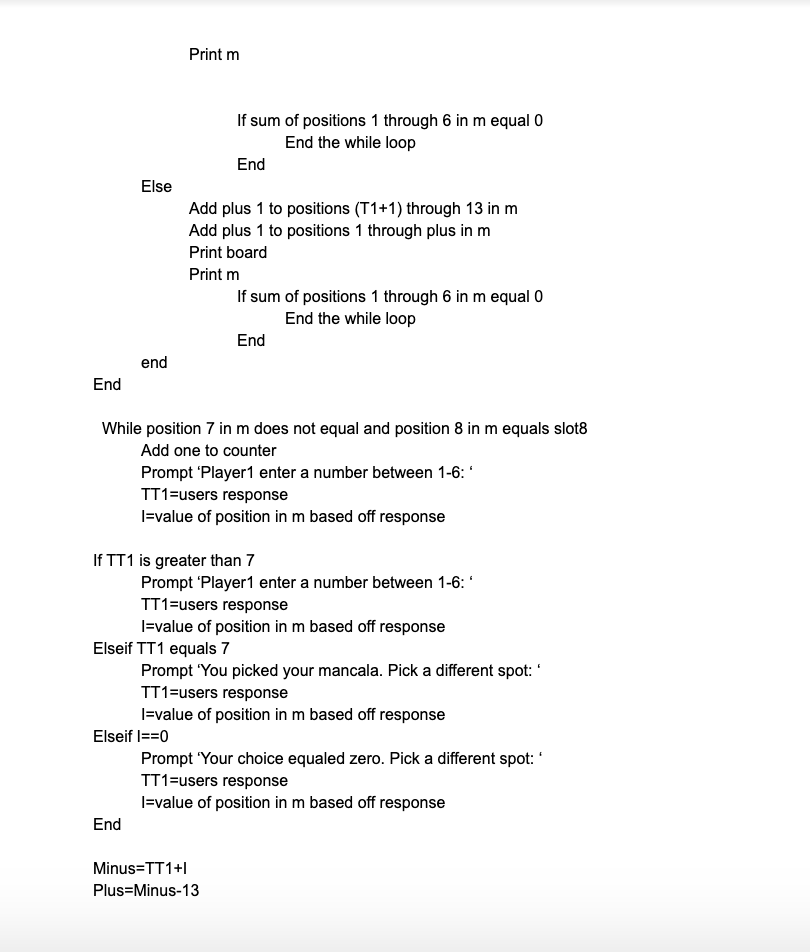 Print m
If sum of positions 1 through 6 in m equal 0
End the while loop
End
Else
Add plus 1 to positions (T1+1) through 13 in m
Add plus 1 to positions 1 through plus in m
Print board
Print m
If sum of positions 1 through 6 in m equal 0
End the while loop
End
end
End
While position 7 in m does not equal and position 8 in m equals slot8
Add one to counter
Prompt ‘Player1 enter a number between 1-6: ‘
TT1=users response
I=value of position in m based off response
If TT1 is greater than 7
Prompt ‘Player1 enter a number between 1-6: ‘
TT1=users response
I=value of position in m based off response
Elseif TT1 equals 7
Prompt ‘You picked your mancala. Pick a different spot: ‘
TT1=users response
I=value of position in m based off response
Elseif I==0
Prompt ‘Your choice equaled zero. Pick a different spot: ‘
TT1=users response
I=value of position in m based off response
End
Minus=TT1+I
Plus=Minus-13